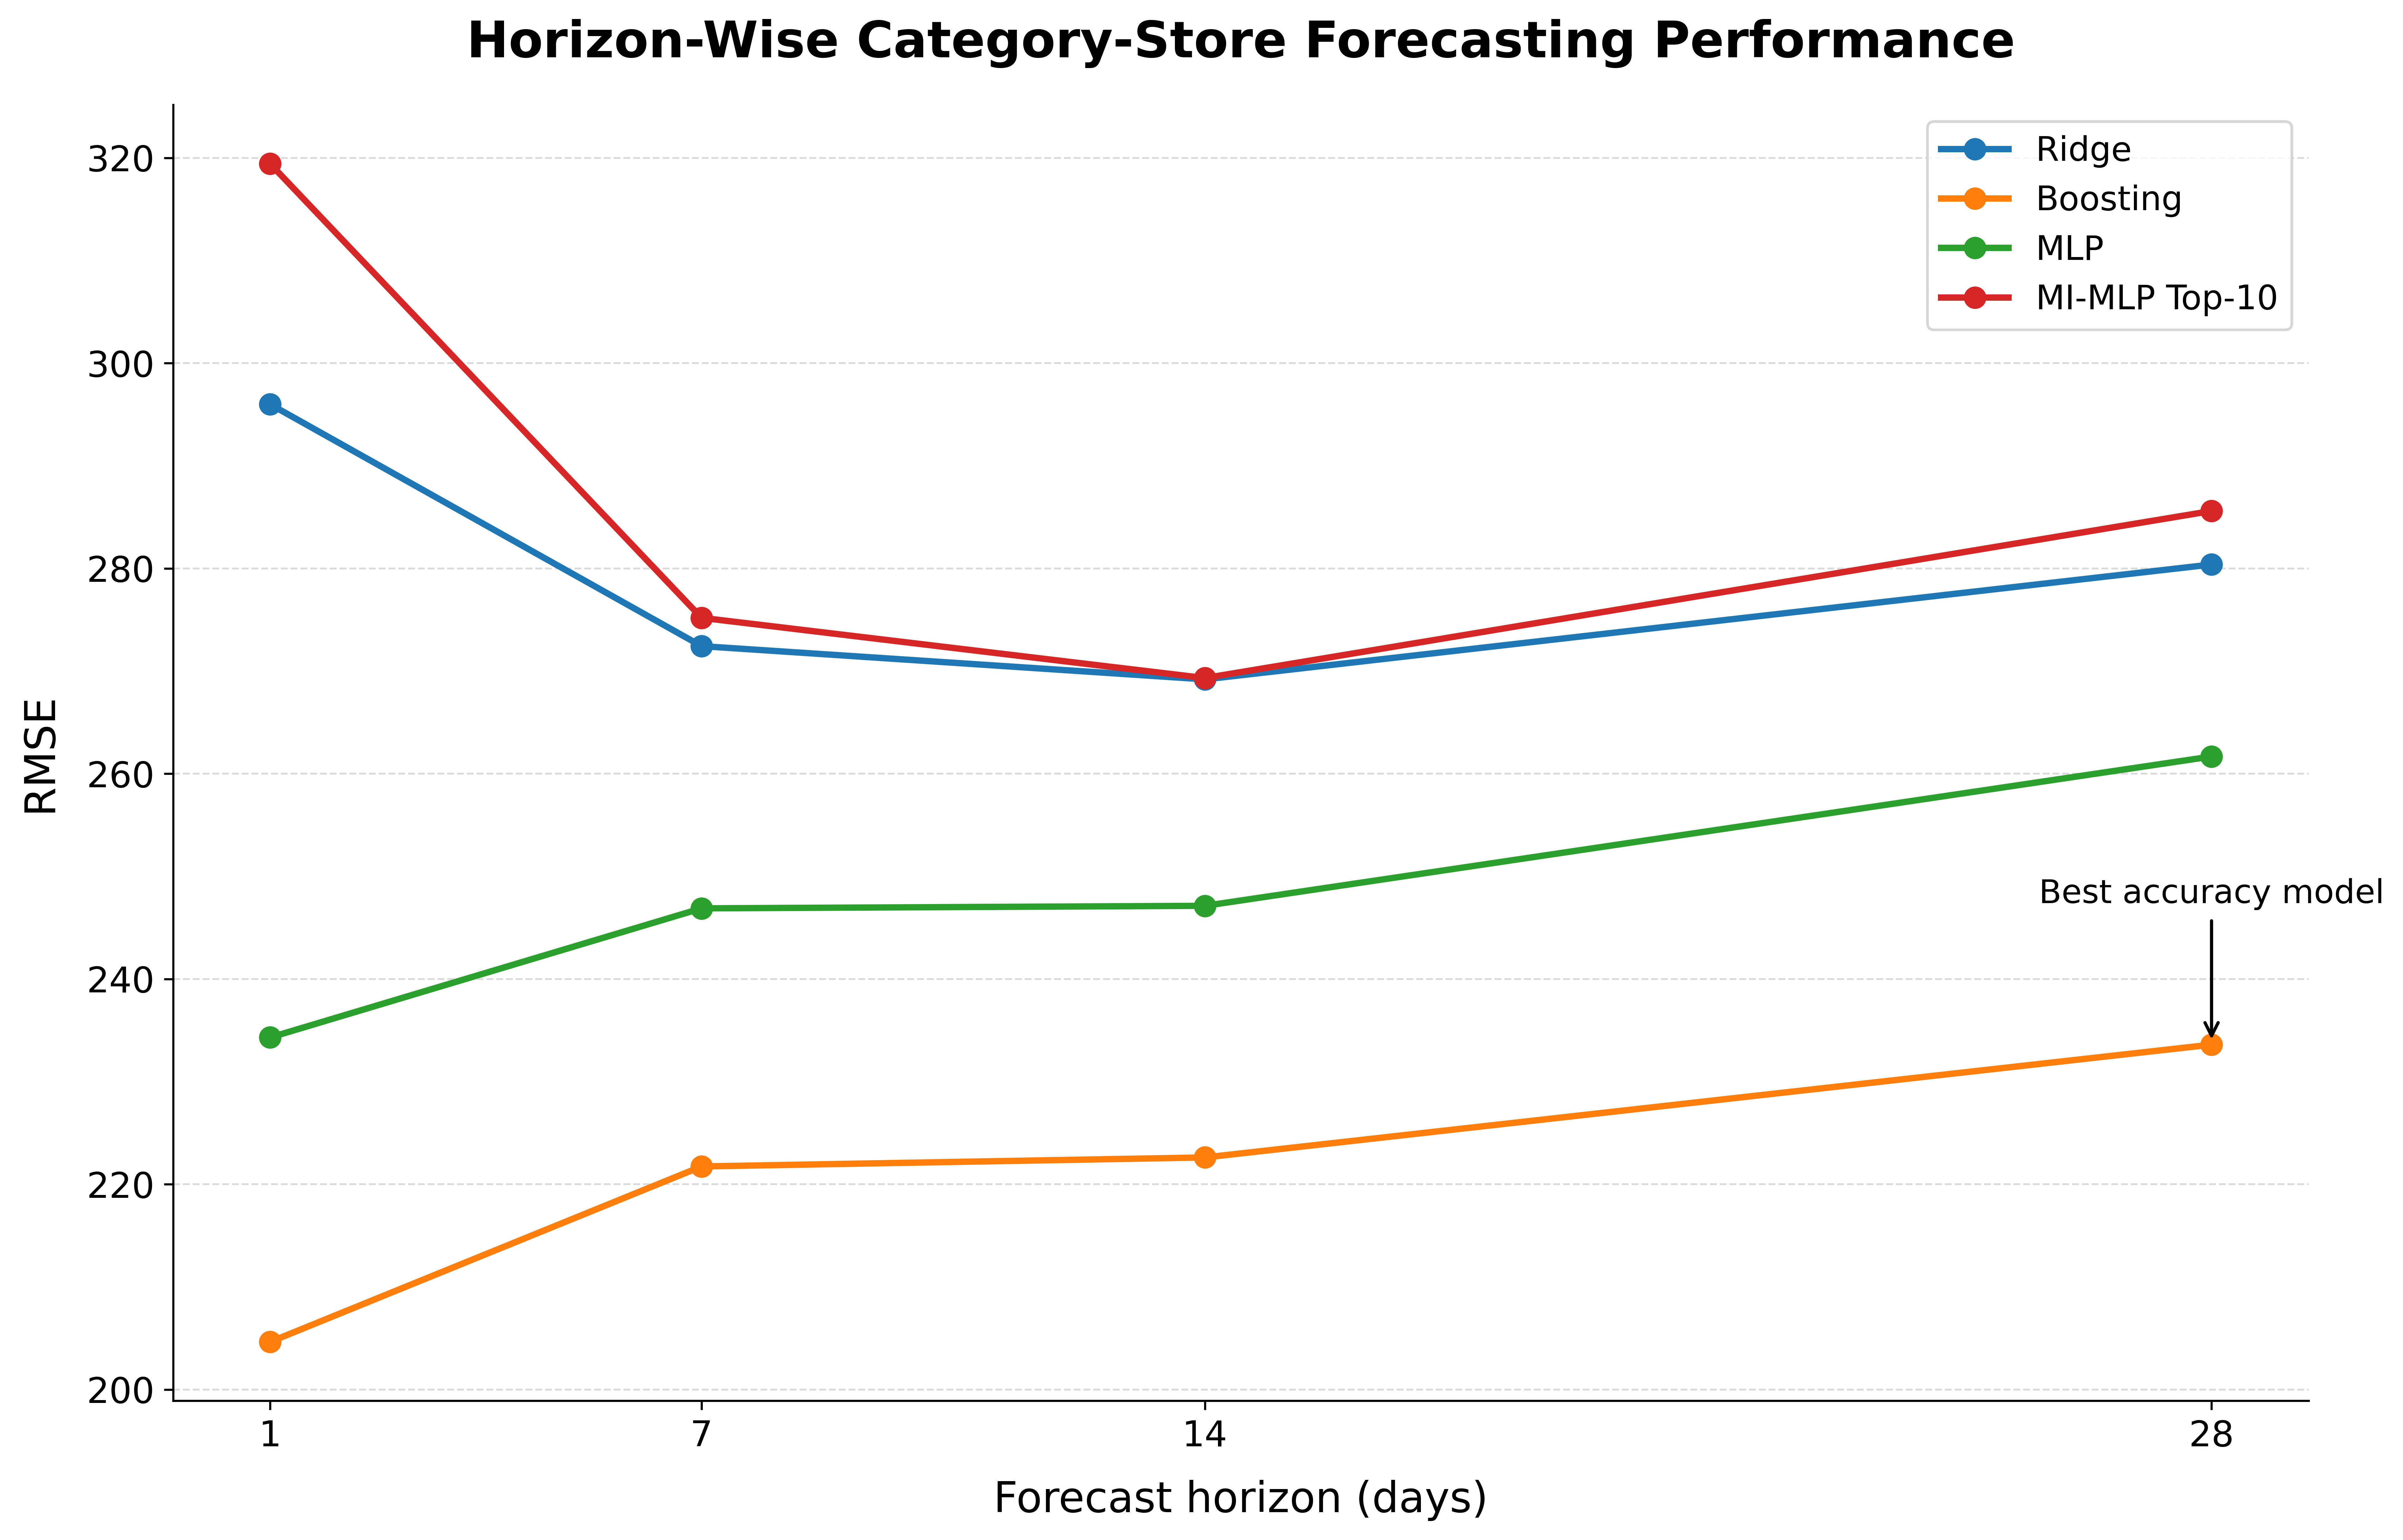 Horizon-Wise Category-Store Forecasting Performance
320
300
280
260
240
220
200
RMSE
Ridge
Boosting
MLP
MI-MLP Top-10
Best accuracy model
1 7 14 28
Forecast horizon (days)